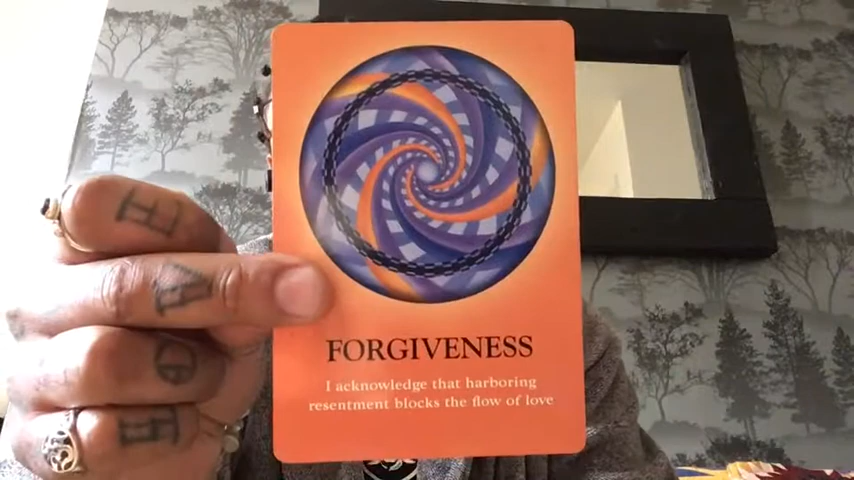 FORGIVENESS
I acknowledge that harboring
resentment blocks the flow of love